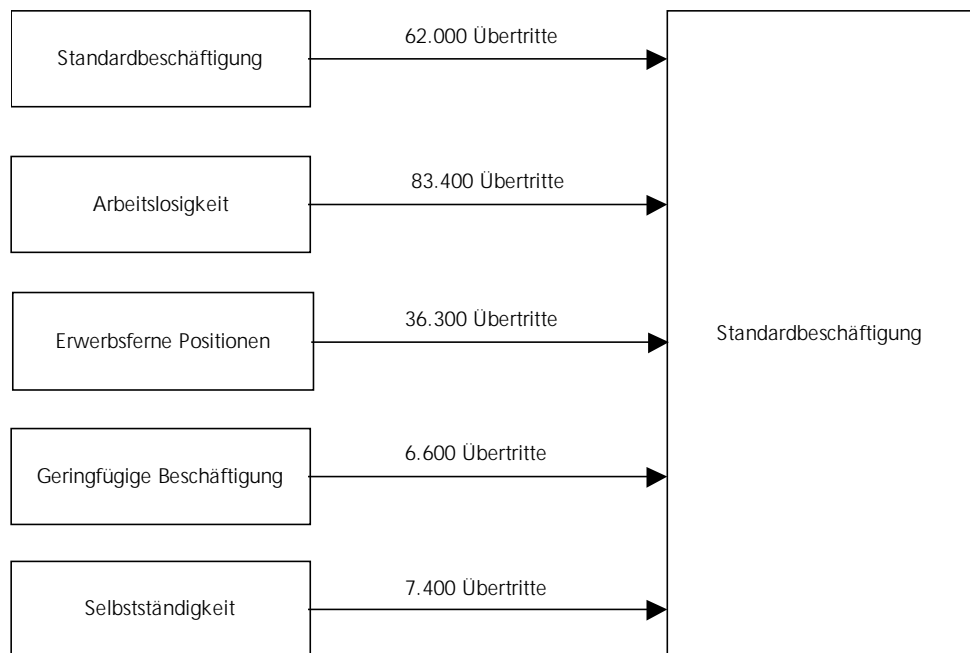 62.000 Übertritte
Standardbeschäftigung
83.400 Übertritte
Arbeitslosigkeit
36.300 Übertritte
Erwerbsferne Positionen
Standardbeschäftigung
6.600 Übertritte
Geringfügige Beschäftigung
7.400 Übertritte
Selbstständigkeit